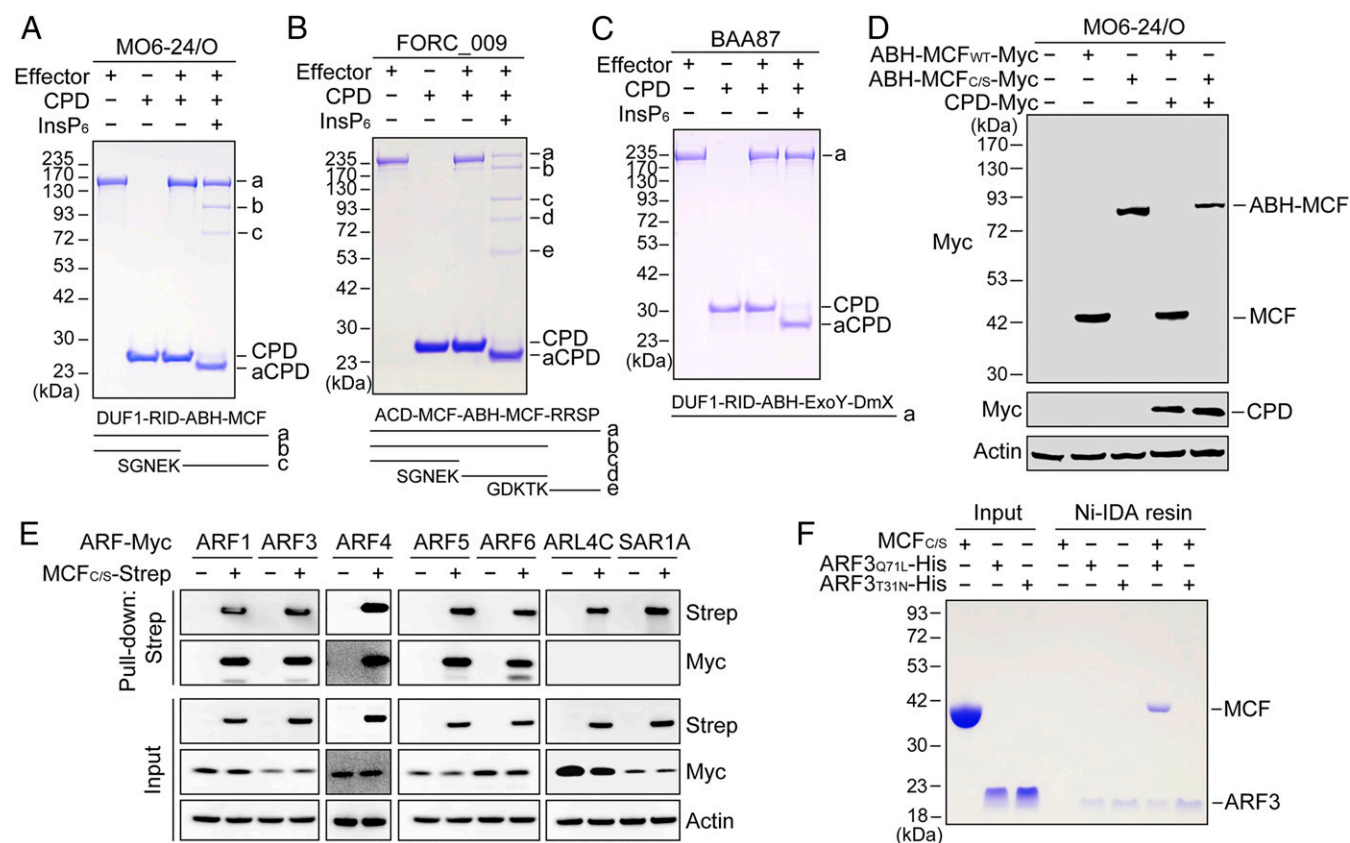 A
MO6-24/O
Effector + − + +
CPD − + + +
InsP6 − − − +
235
170
130
93
72
53
42
30
23
(kDa)
a
b
c
CPD
aCPD
DUF1-RID-ABH-MCF
a
b
SGNEK c
B
FORC_009
Effector + − + +
CPD − + + +
InsP6 − − − +
235
170
130
93
72
53
42
30
23
(kDa)
a
b
c
d
e
CPD
aCPD
ACD-MCF-ABH-MCF-RRSP
a
b
c
SGNEK d
GDKTK e
C
BAA87
Effector + − + +
CPD − + + +
InsP6 − − − +
235
170
130
93
72
53
42
30
23
(kDa)
a
CPD
aCPD
DUF1-RID-ABH-ExoY-DmX
a
D
MO6-24/O
ABH-MCFWT-Myc − + − + −
ABH-MCFC/S-Myc − − + − +
CPD-Myc − − − + +
(kDa)
170
130
93
72
53
42
30
Myc
ABH-MCF
MCF
Myc CPD
Actin
E
ARF-Myc ARF1 ARF3 ARF4 ARF5 ARF6 ARL4C SAR1A
MCFC/S-Strep − + − + − + − + − + − + − +
Pull-down: Strep
Strep
Myc
Input
Strep
Myc
Actin
F
Input Ni-IDA resin
MCFC/S + − − + − − + +
ARF3Q71L-His − + − − + − + −
ARF3T31N-His − − + − − + − +
93
72
53
42
30
23
18
(kDa)
MCF
ARF3